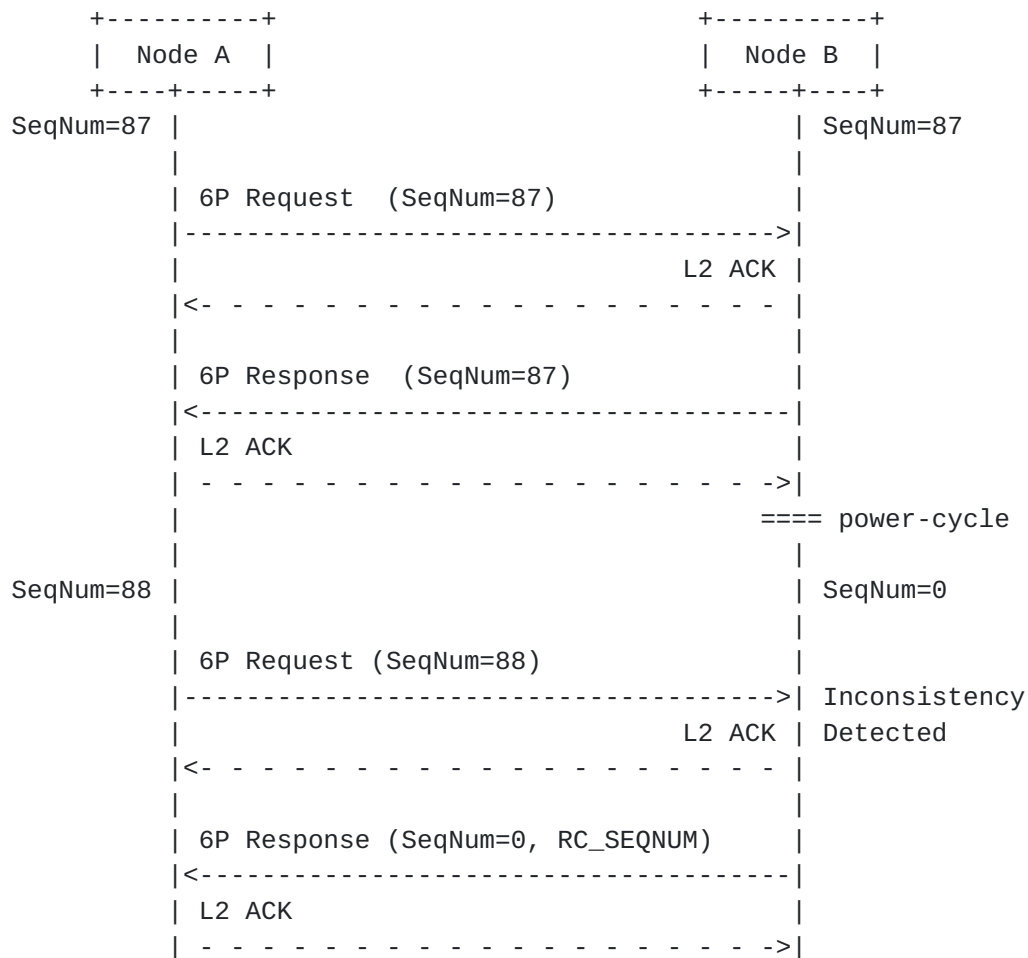 +----------+                           +----------+
|  Node A  |                           |  Node B  |
+----+-----+                           +-----+----+
SeqNum=87 |                                       | SeqNum=87
|                                       |
| 6P Request  (SeqNum=87)               |
|-------------------------------------->|
|                                L2 ACK |
|<- - - - - - - - - - - - - - - - - - - |
|                                       |
| 6P Response  (SeqNum=87)              |
|<--------------------------------------|
| L2 ACK                                |
| - - - - - - - - - - - - - - - - - - ->|
|                                     ==== power-cycle
|                                       |
SeqNum=88 |                                       | SeqNum=0
|                                       |
| 6P Request (SeqNum=88)                |
|-------------------------------------->| Inconsistency
|                                L2 ACK | Detected
|<- - - - - - - - - - - - - - - - - - - |
|                                       |
| 6P Response (SeqNum=0, RC_SEQNUM)     |
|<--------------------------------------|
| L2 ACK                                |
| - - - - - - - - - - - - - - - - - - ->|